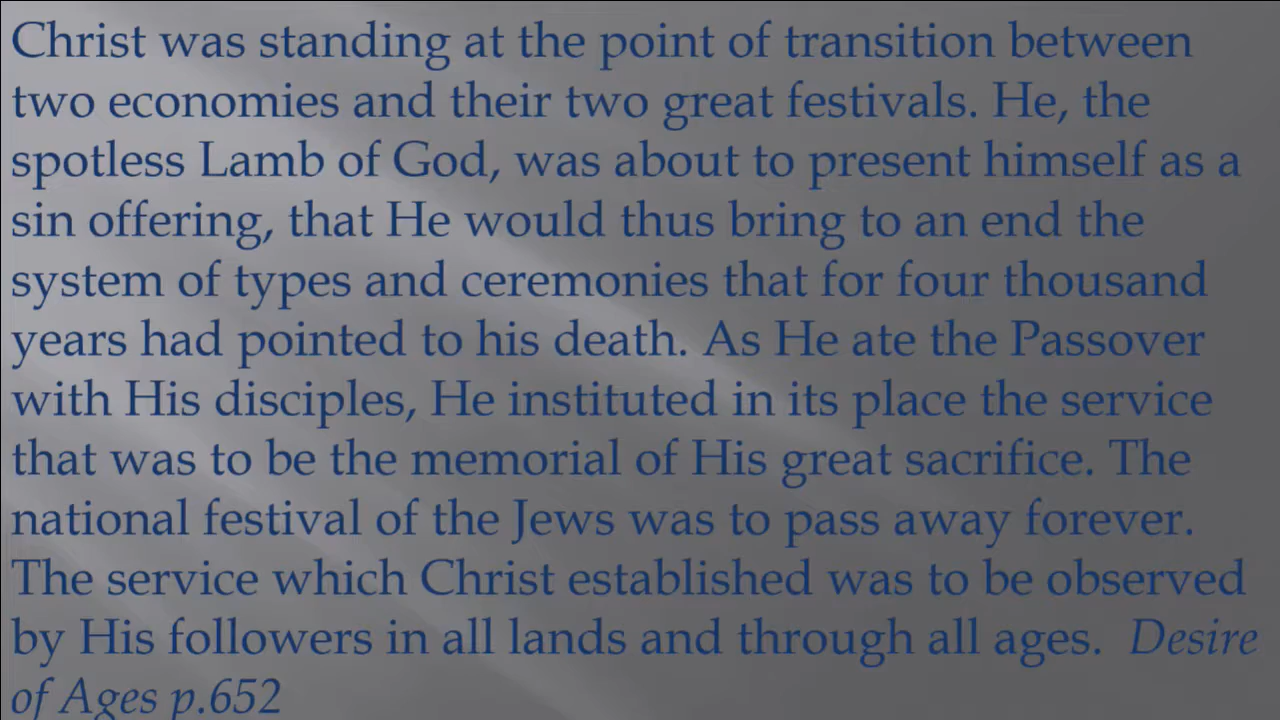 Christ was standing at the point of transition between
two economies and their two great festivals. He, the
spotless Lamb of God, was about to present himself as a
sin offering, that He would thus bring to an end the
system of types and ceremonies that for four thousand
years had pointed to his death. As He ate the Passover
with His disciples, He instituted in its place the service
that was to be the memorial of His great sacrifice. The
national festival of the Jews was to pass away forever.
The service which Christ established was to be observed
by His followers in all lands and through all ages.  Desire
of Ages p.652